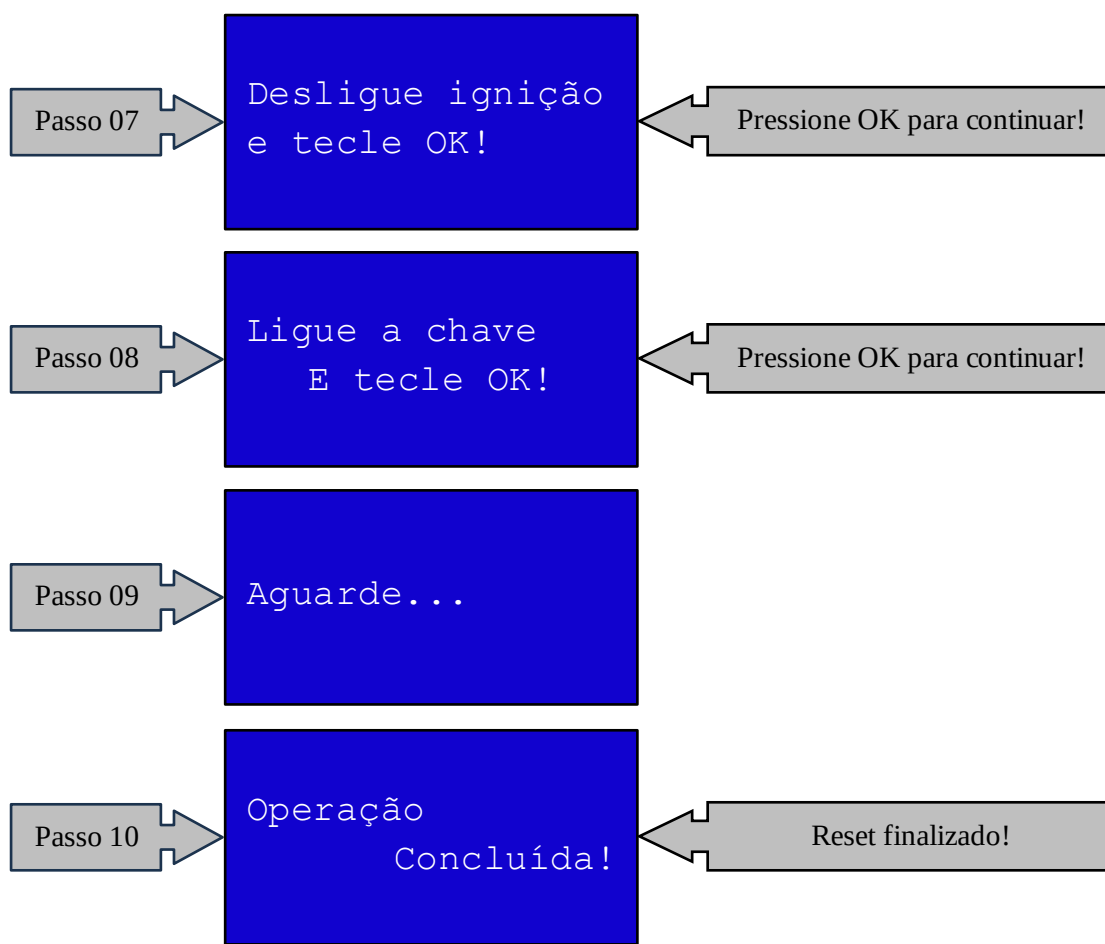 Passo 07
Desligue ignição
e tecle OK!
Pressione OK para continuar!
Passo 08
Ligue a chave
E tecle OK!
Pressione OK para continuar!
Passo 09
Aguarde...
Passo 10
Operação
Concluída!
Reset finalizado!